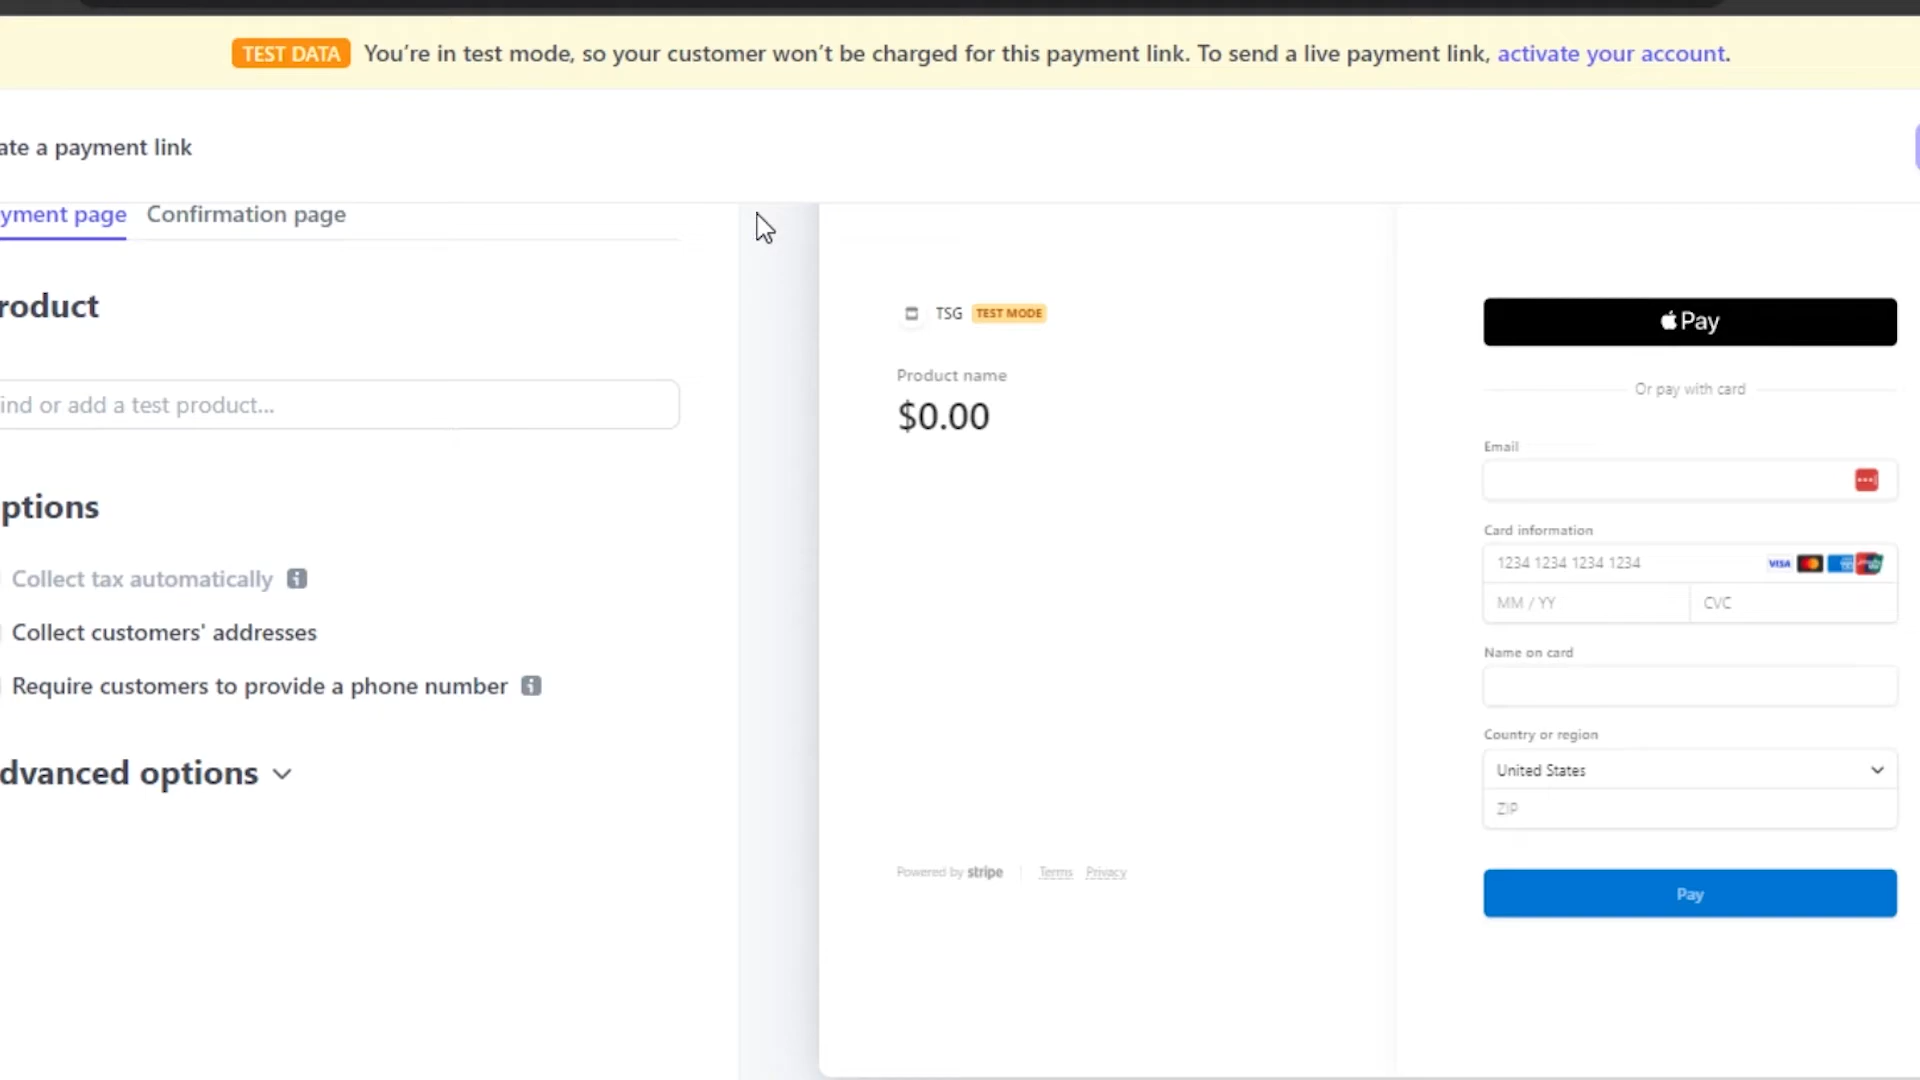 TEST DATA You're in test mode, so your customer won't be charged for this payment link. To send a live payment link, activate your account.
ate a payment link
yment page Confirmation page
roduct
ind or add a test product...
ptions
Collect tax automatically
Collect customers' addresses
Require customers to provide a phone number
dvanced options
TSG TEST MODE
Product name
$0.00
Powered by stripe
Terms Privacy
Pay
Or pay with card
Email
Card information
1234 1234 1234 1234 VISA
MM / YY CVC
Name on card
Country or region
United States
ZIP
Pay